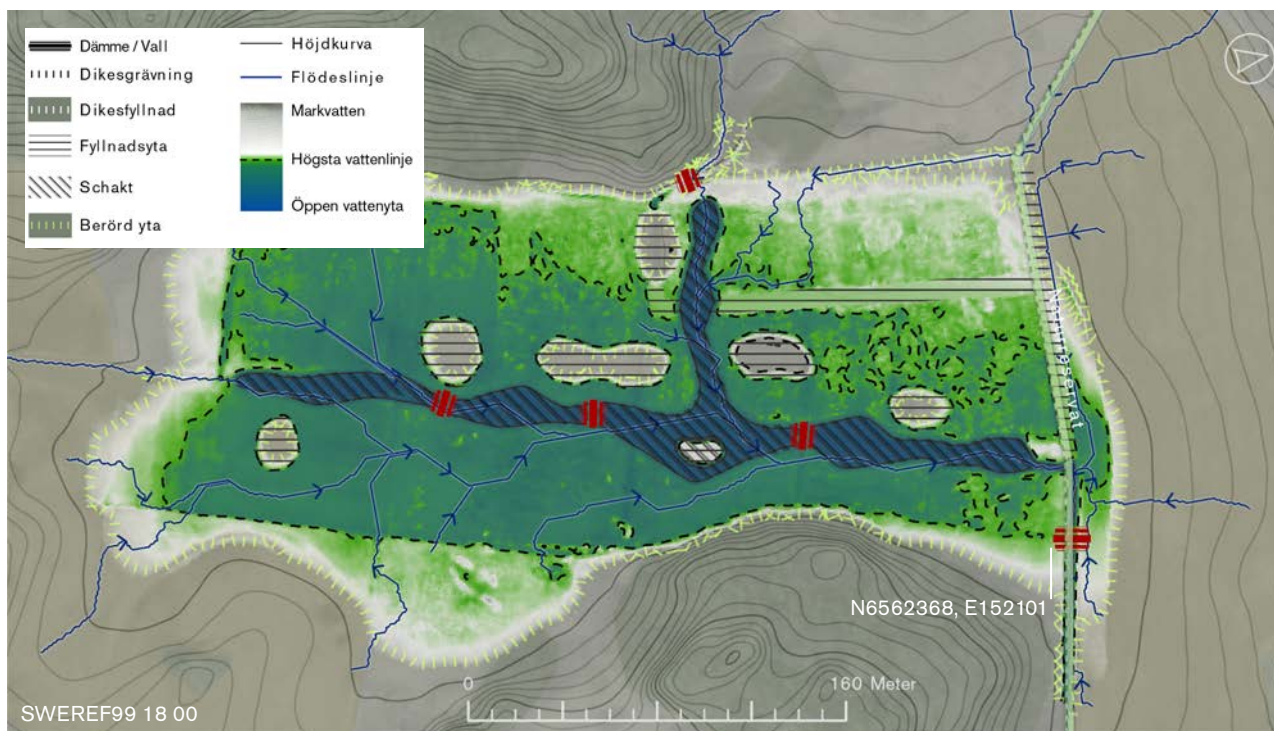 Dämme / Vall
Dikesgrävning
Dikesfyllnad
Fyllnadsyta
Schakt
Berörd yta
Höjdkurva
Flödeslinje
Markvatten
Högsta vattenlinje
Öppen vattenyta
Naturreservat
N6562368, E152101
0
160 Meter
SWEREF99 18 00